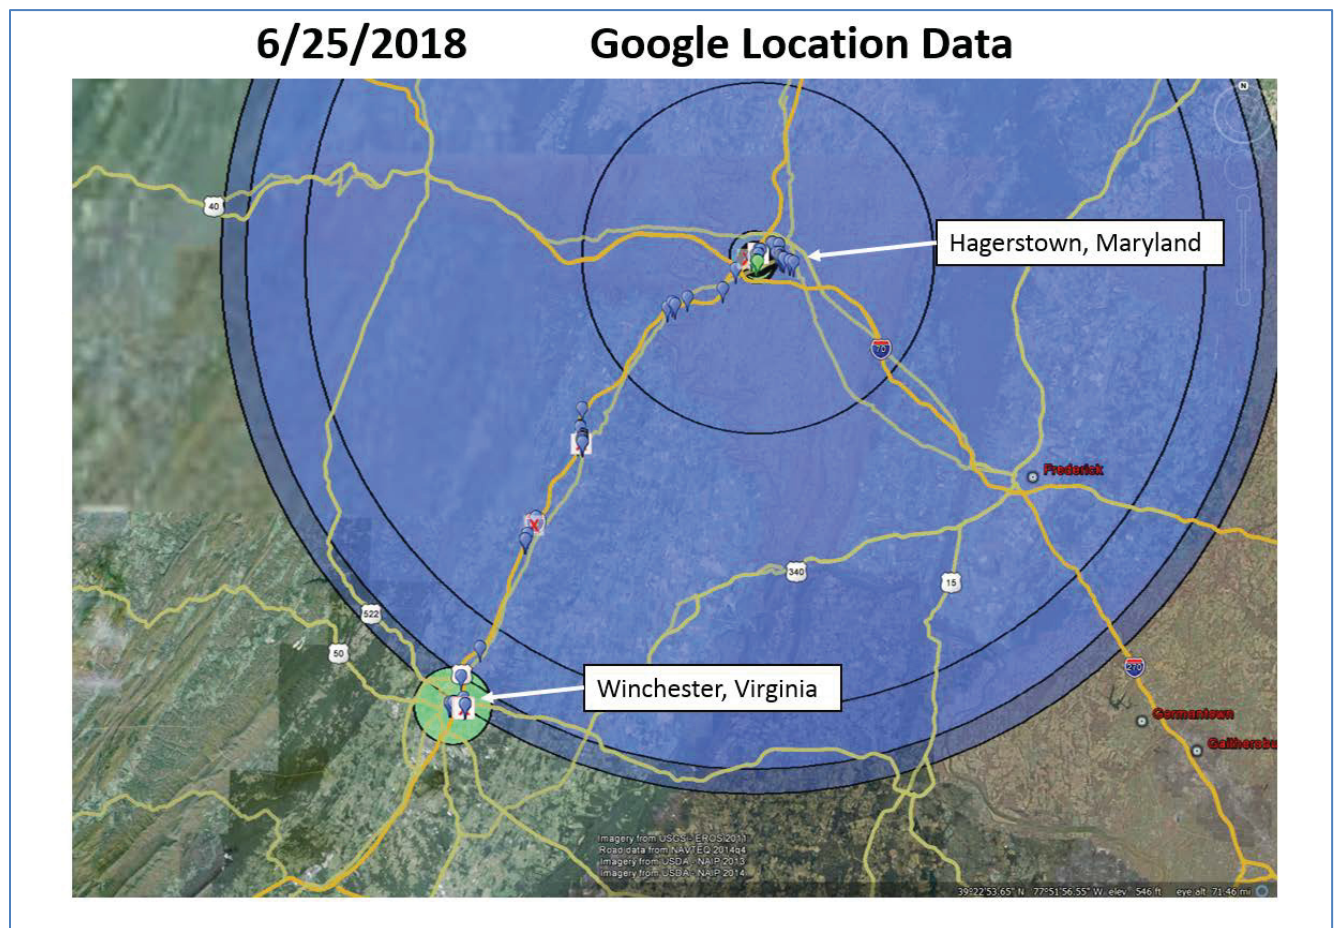 6/25/2018 Google Location Data
N
40
Hagerstown, Maryland
70
Frederick
340
15
522
50
270
Winchester, Virginia
Germantown
Imagery from USGS - EROS 2011
Road data from NAVTEQ 2014q4
Imagery from USDA - NAIP 2013
Imagery from USDA - NAIP 2014
39°22'53.65" N 77°51'56.55" W elev 546 ft eye alt 71.46 mi